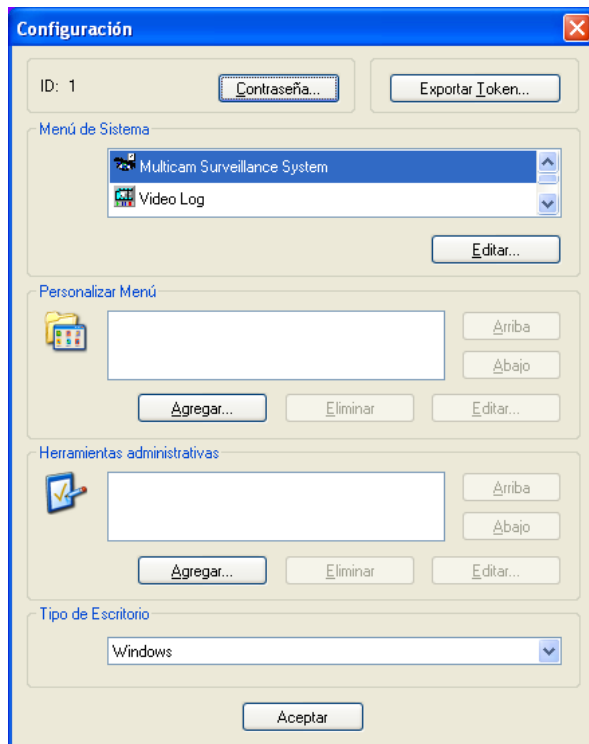 Configuración
ID: 1
Contraseña...
Exportar Token...
Menú de Sistema
Multicam Surveillance System
Video Log
Editar...
Personalizar Menú
Arriba
Abajo
Agregar...
Eliminar
Editar...
Herramientas administrativas
Arriba
Abajo
Agregar...
Eliminar
Editar...
Tipo de Escritorio
Windows
Aceptar